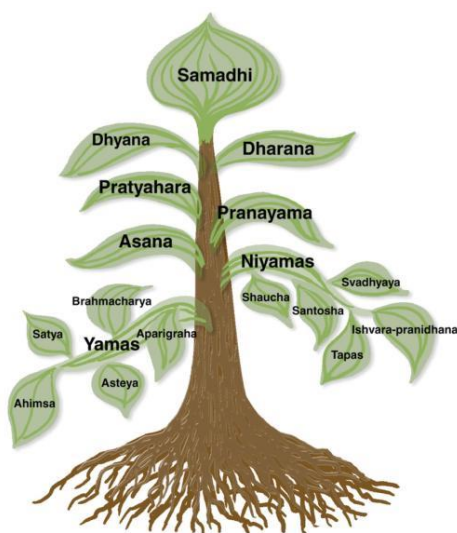 Samadhi
Dhyana
Dharana
Pratyahara
Pranayama
Asana
Niyamas
Svadhyaya
Brahmacharya
Shaucha
Santosha
Satya
Yamas
Aparigraha
Ishvara-pranidhana
Tapas
Asteya
Ahimsa